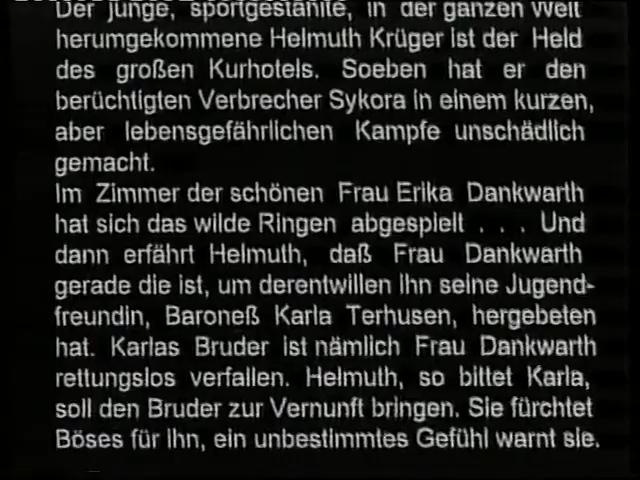 Der junge, sportgestählte, in der ganzen Welt
herumgekommene Helmuth Krüger ist der Held
des großen Kurhotels. Soeben hat er den
berüchtigten Verbrecher Sykora in einem kurzen,
aber lebensgefährlichen Kampfe unschädlich
gemacht.
Im Zimmer der schönen Frau Erika Dankwarth
hat sich das wilde Ringen abgespielt . . . Und
dann erfährt Helmuth, daß Frau Dankwarth
gerade die ist, um derentwillen ihn seine Jugend-
freundin, Baroneß Karla Terhusen, hergebeten
hat. Karlas Bruder ist nämlich Frau Dankwarth
rettungslos verfallen. Helmuth, so bittet Karla,
soll den Bruder zur Vernunft bringen. Sie fürchtet
Böses für ihn, ein unbestimmtes Gefühl warnt sie.